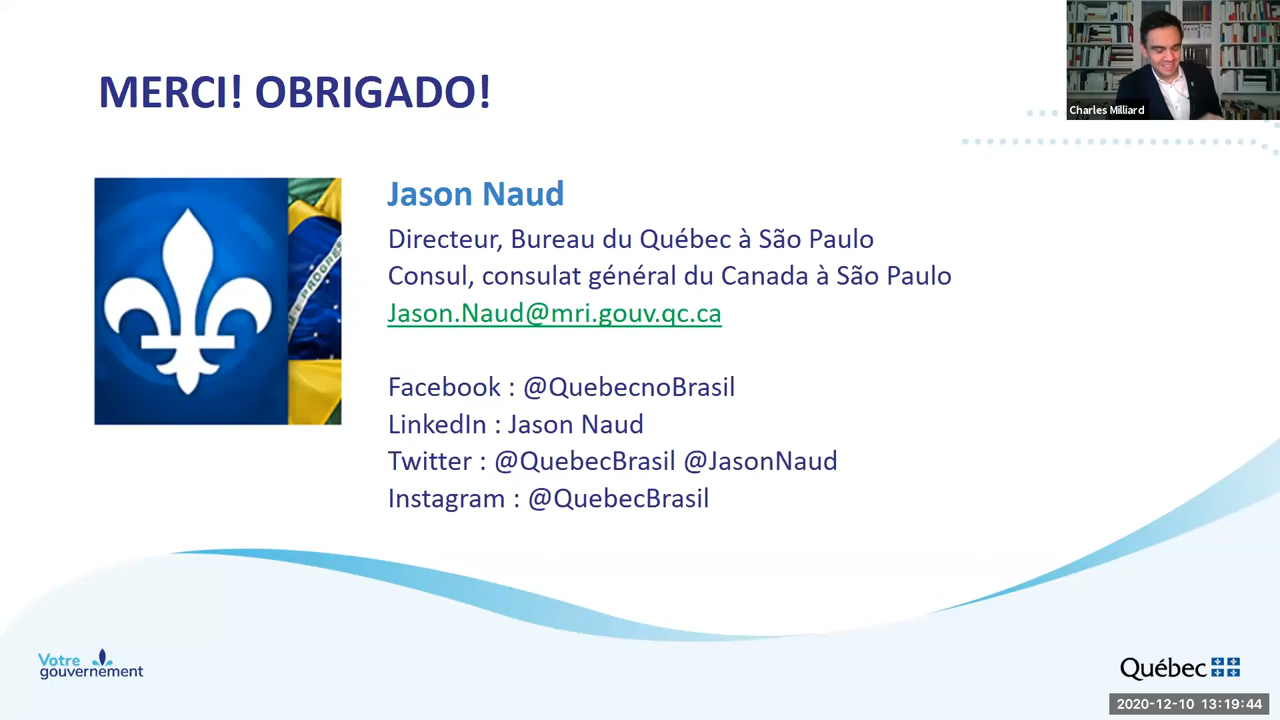 MERCI! OBRIGADO!
Charles Milliard
Jason Naud
Directeur, Bureau du Québec à São Paulo
Consul, consulat général du Canada à São Paulo
Jason.Naud@mri.gouv.qc.ca
Facebook : @QuebecnoBrasil
LinkedIn : Jason Naud
Twitter : @QuebecBrasil @JasonNaud
Instagram : @QuebecBrasil
Votre
gouvernement
Québec
2020-12-10 13:19:44